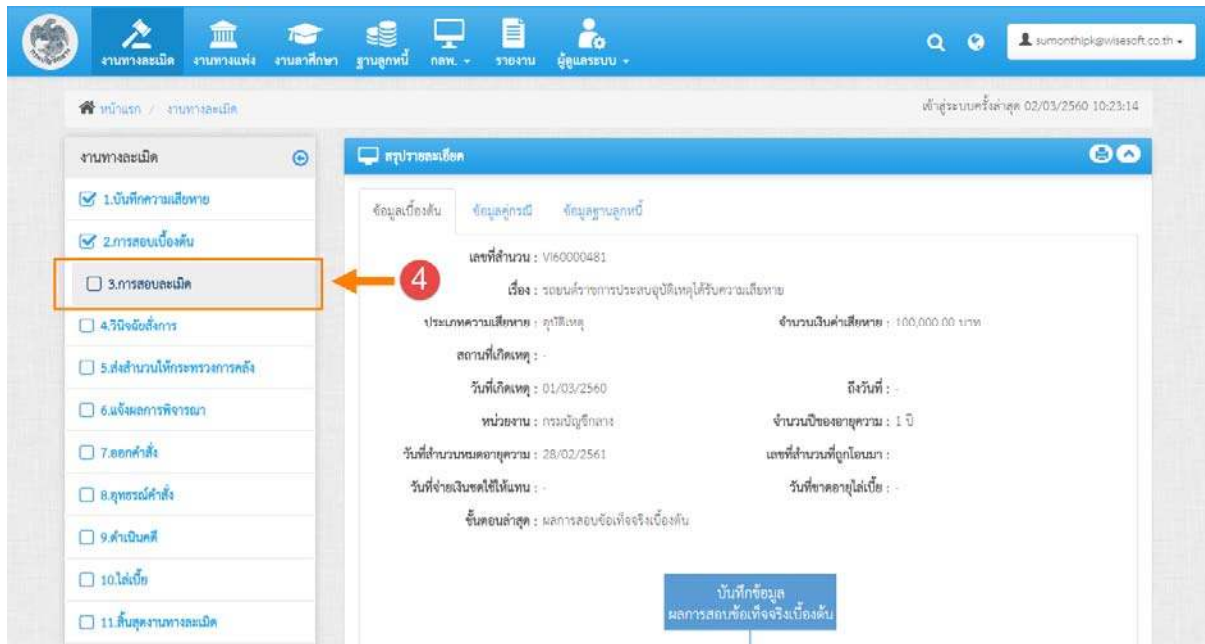 งานทางละเมิด งานทางแพ่ง งานลาศึกษา ฐานลูกหนี้ กลพ. รายงาน ผู้ดูแลระบบ sumonthipk@wisesoft.co.th
หน้าแรก / งานทางละเมิด เข้าสู่ระบบครั้งล่าสุด 02/03/2560 10:23:14
งานทางละเมิด
1.บันทึกความเสียหาย
2.การสอบเบื้องต้น
3.การสอบละเมิด
4
4.วินิจฉัยสั่งการ
5.ส่งสำนวนให้กระทรวงการคลัง
6.แจ้งผลการพิจารณา
7.ออกคำสั่ง
8.อุทธรณ์คำสั่ง
9.ดำเนินคดี
10.ไล่เบี้ย
11.สิ้นสุดงานทางละเมิด
สรุปรายละเอียด
ข้อมูลเบื้องต้น ข้อมูลคู่กรณี ข้อมูลฐานลูกหนี้
เลขที่สำนวน : VI60000481
เรื่อง : รถยนต์ราชการประสบอุบัติเหตุได้รับความเสียหาย
ประเภทความเสียหาย : อุบัติเหตุ จำนวนเงินค่าเสียหาย : 100,000.00 บาท
สถานที่เกิดเหตุ : -
วันที่เกิดเหตุ : 01/03/2560 ถึงวันที่ : -
หน่วยงาน : กรมบัญชีกลาง จำนวนปีของอายุความ : 1 ปี
วันที่สำนวนหมดอายุความ : 28/02/2561 เลขที่สำนวนที่ถูกโอนมา :
วันที่จ่ายเงินชดใช้ให้แทน : - วันที่ขาดอายุไล่เบี้ย : -
ขั้นตอนล่าสุด : ผลการสอบข้อเท็จจริงเบื้องต้น
บันทึกข้อมูล
ผลการสอบข้อเท็จจริงเบื้องต้น